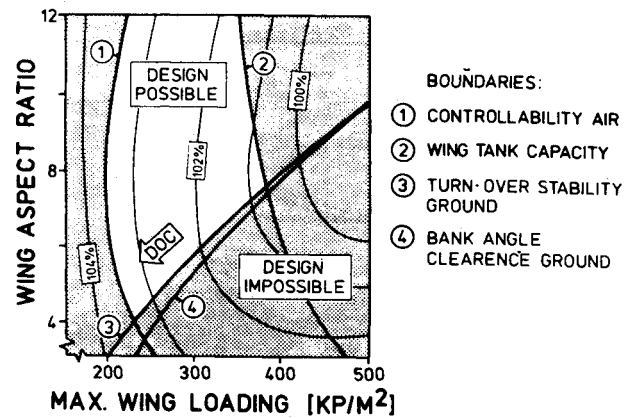 WING ASPECT RATIO
12
8
4
200
300
400
500
MAX. WING LOADING [KP/M²]
1
2
3
4
DESIGN
POSSIBLE
DESIGN
IMPOSSIBLE
DOC
104%
102%
100%
BOUNDARIES:
1 CONTROLLABILITY AIR
2 WING TANK CAPACITY
3 TURN-OVER STABILITY
GROUND
4 BANK ANGLE
CLEARENCE GROUND